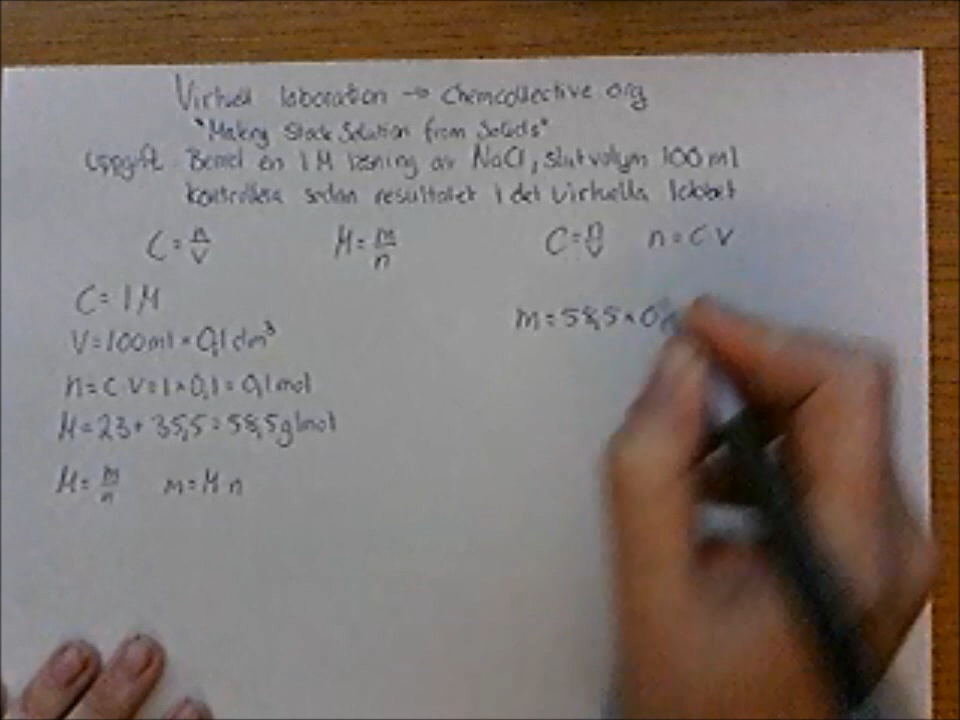 Virtuell laboration → Chemcollective.org
"Making Stock Solution from Solids"
Uppgift: Bered en 1 M lösning av NaCl, slutvolym 100 ml
Kontrollera sedan resultatet i det virtuella labbet
C = n/V M = m/n C = n/V n = C V
C = 1 M
V = 100 ml = 0,1 dm³
m = 58,5 × 0
n = C V = 1 × 0,1 = 0,1 mol
M = 23 + 35,5 = 58,5 g/mol
M = m/n m = M n